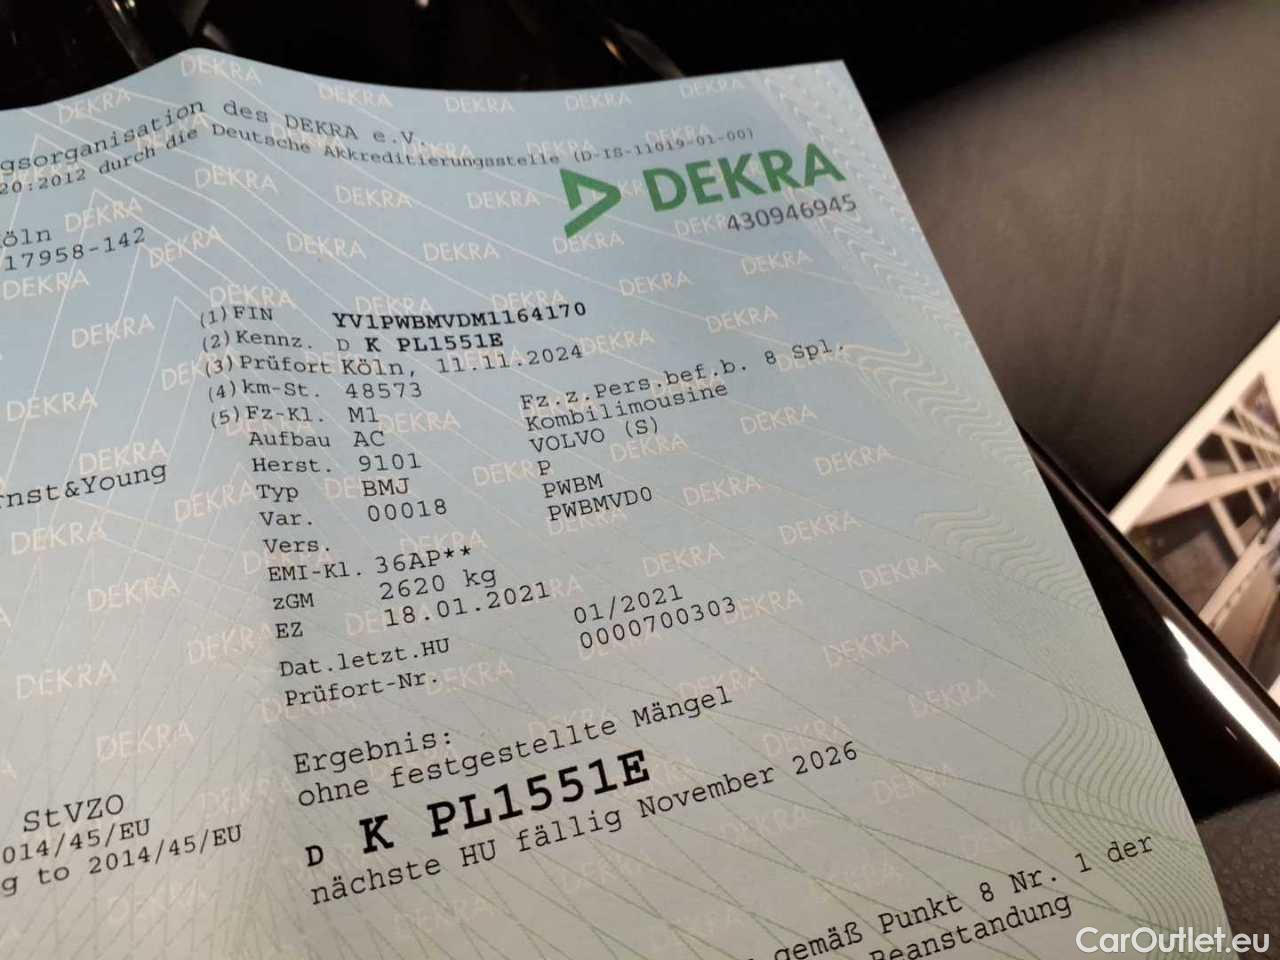 gsorganisation des DEKRA e.V.,
20:2012 durch die Deutsche Akkreditierungsstelle (D-IS-11019-01-00)
DEKRA
430946945
öln
17958-142
(1) FIN YV1PWBMVDM1164170
(2) Kennz. D K PL1551E
(3) Prüfort Köln, 11.11.2024
(4) km-St. 48573
(5) Fz-Kl. M1 Fz.z.Pers.bef.b. 8 Spl.
Aufbau AC Kombilimousine
Herst. 9101 VOLVO (S)
Typ BMJ P
Var. 00018 PWBM
Vers. PWBMVD0
EMI-Kl. 36AP**
zGM 2620 kg
EZ 18.01.2021
Dat.letzt.HU 01/2021
Prüfort-Nr. 0000700303
rnst&Young
Ergebnis:
ohne festgestellte Mängel
D K PL1551E
nächste HU fällig November 2026
StVZO
014/45/EU
g to 2014/45/EU
gemäß Punkt 8 Nr. 1 der
Beanstandung
CarOutlet.eu